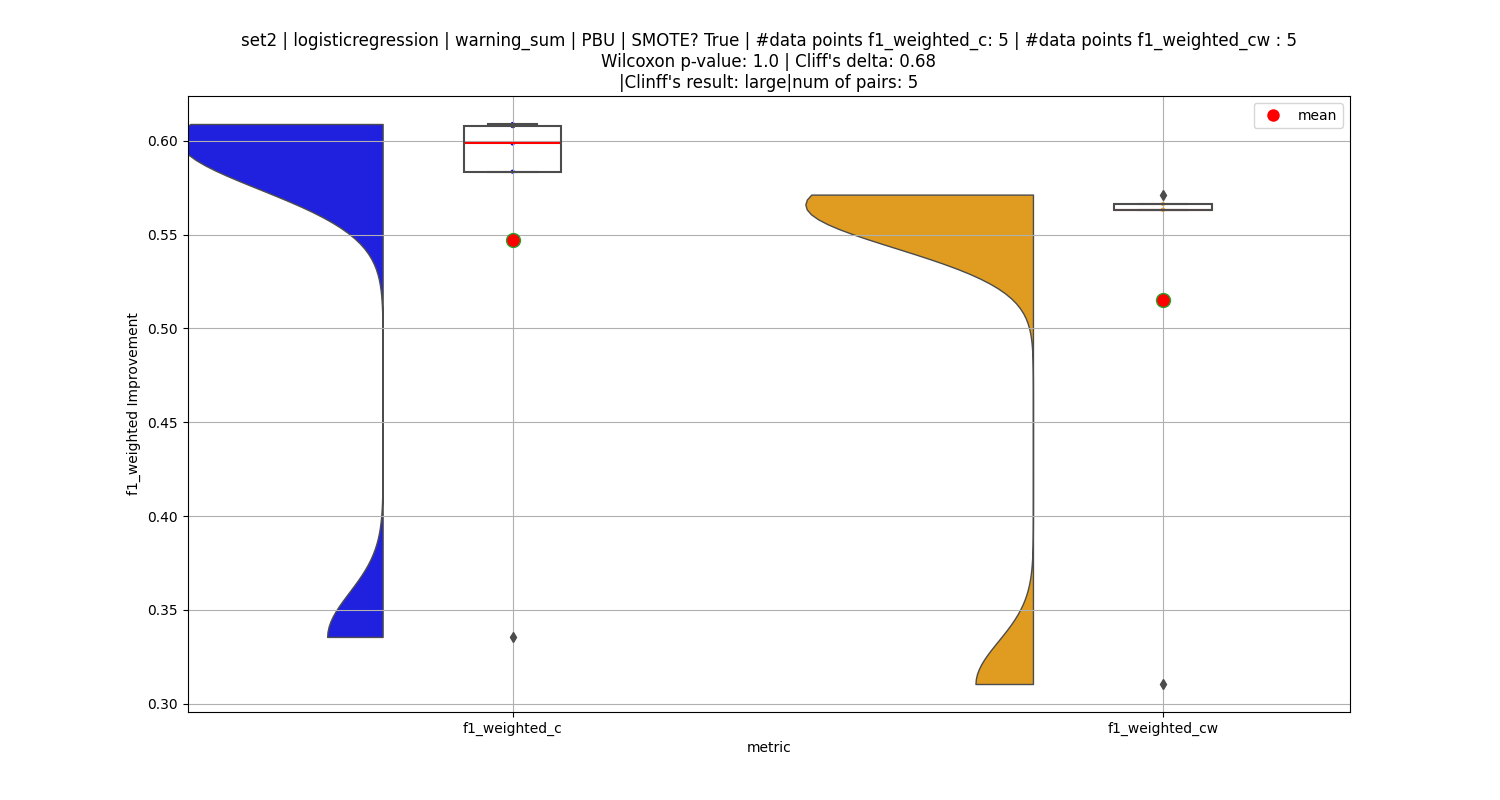 set2 | logisticregression | warning_sum | PBU | SMOTE? True | #data points f1_weighted_c: 5 | #data points f1_weighted_cw : 5
Wilcoxon p-value: 1.0 | Cliff's delta: 0.68
|Clinff's result: large|num of pairs: 5
mean
0.60
0.55
0.50
0.45
0.40
0.35
0.30
f1_weighted Improvement
f1_weighted_c
f1_weighted_cw
metric